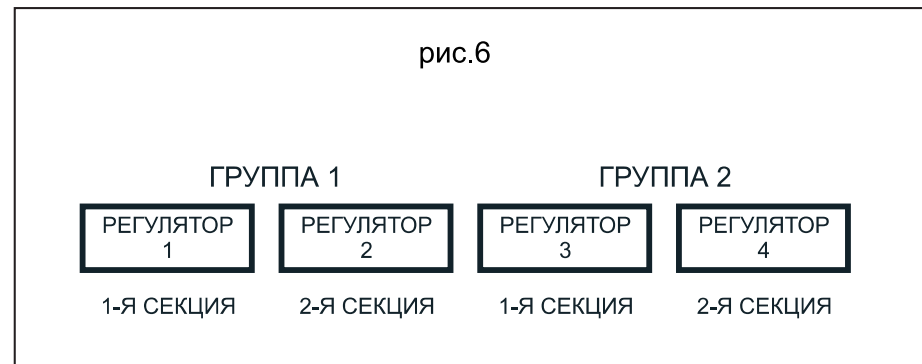 рис.6
ГРУППА 1
ГРУППА 2
РЕГУЛЯТОР
1
РЕГУЛЯТОР
2
РЕГУЛЯТОР
3
РЕГУЛЯТОР
4
1-Я СЕКЦИЯ
2-Я СЕКЦИЯ
1-Я СЕКЦИЯ
2-Я СЕКЦИЯ